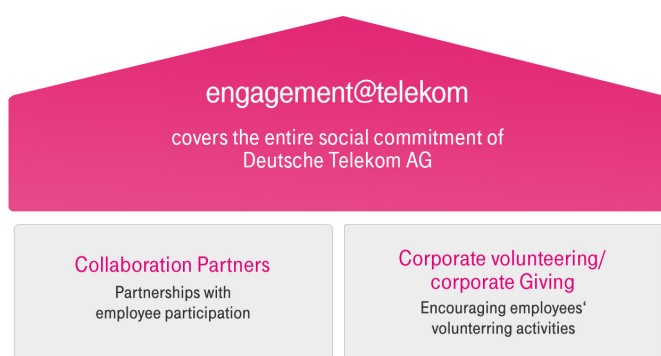 engagement@telekom
covers the entire social commitment of
Deutsche Telekom AG
Collaboration Partners
Partnerships with
employee participation
Corporate volunteering/
corporate Giving
Encouraging employees‘
volunterring activities